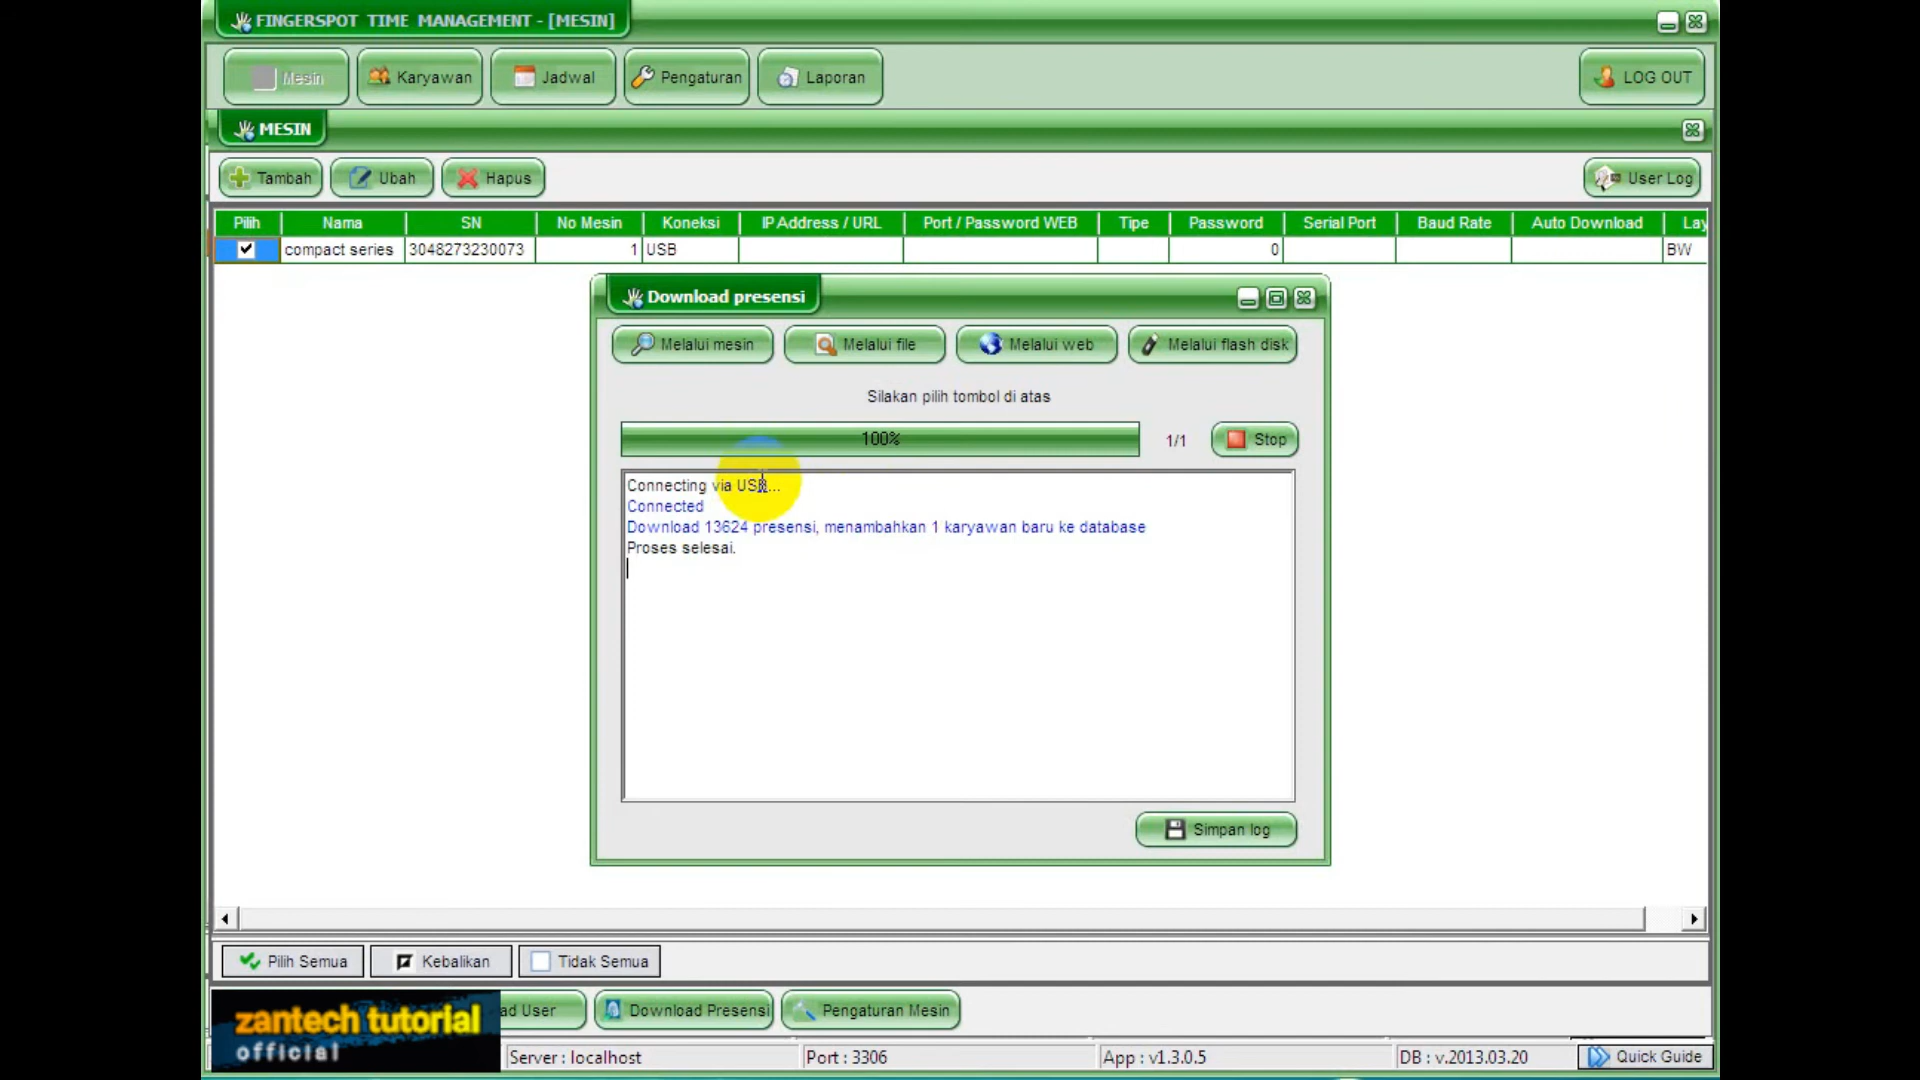 FINGERSPOT TIME MANAGEMENT - [MESIN]
Mesin
Karyawan
Jadwal
Pengaturan
Laporan
LOG OUT
MESIN
Tambah
Ubah
Hapus
User Log
Pilih Nama SN No Mesin Koneksi IP Address / URL Port / Password WEB Tipe Password Serial Port Baud Rate Auto Download Lay
compact series 3048273230073 1 USB 0 BW
Download presensi
Melalui mesin
Melalui file
Melalui web
Melalui flash disk
Silakan pilih tombol di atas
100%
1/1
Stop
Connecting via USB...
Connected
Download 13624 presensi, menambahkan 1 karyawan baru ke database
Proses selesai.
Simpan log
Pilih Semua
Kebalikan
Tidak Semua
zantech tutorial
official
ad User
Download Presensi
Pengaturan Mesin
Server : localhost
Port : 3306
App : v1.3.0.5
DB : v.2013.03.20
Quick Guide